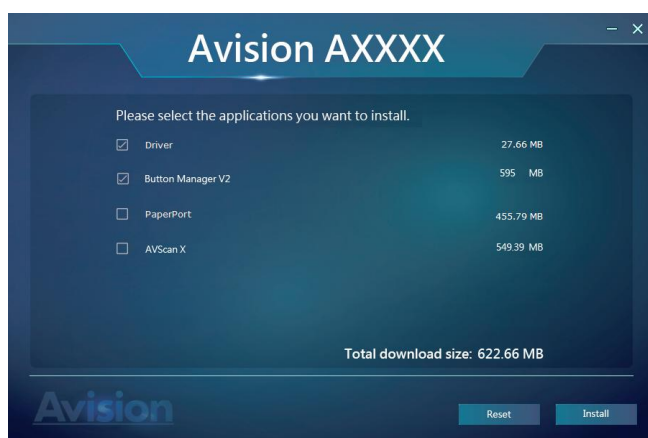 Avision AXXXX
Please select the applications you want to install.
Driver 27.66 MB
Button Manager V2 595 MB
PaperPort 455.79 MB
AVScan X 549.39 MB
Total download size: 622.66 MB
Avision
Reset Install